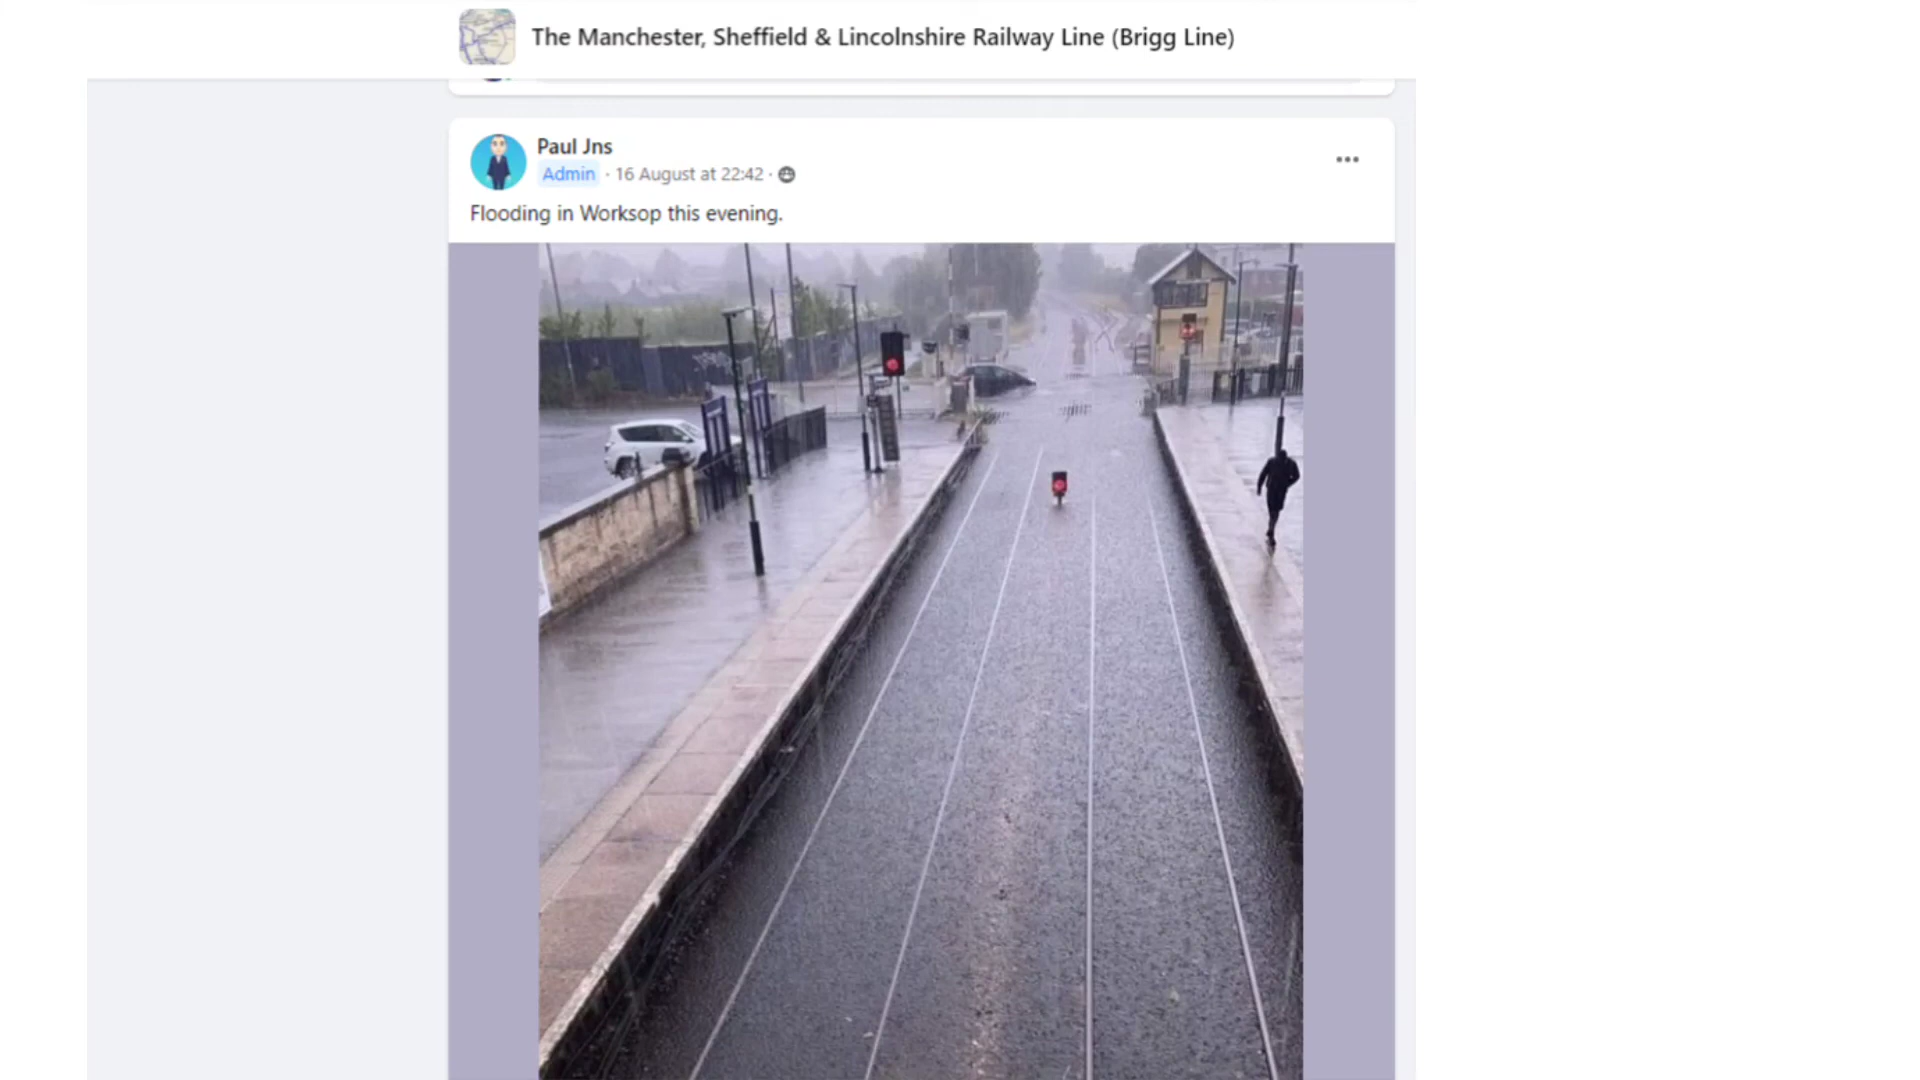 The Manchester, Sheffield & Lincolnshire Railway Line (Brigg Line)
Paul Jns
Admin · 16 August at 22:42 ·
Flooding in Worksop this evening.